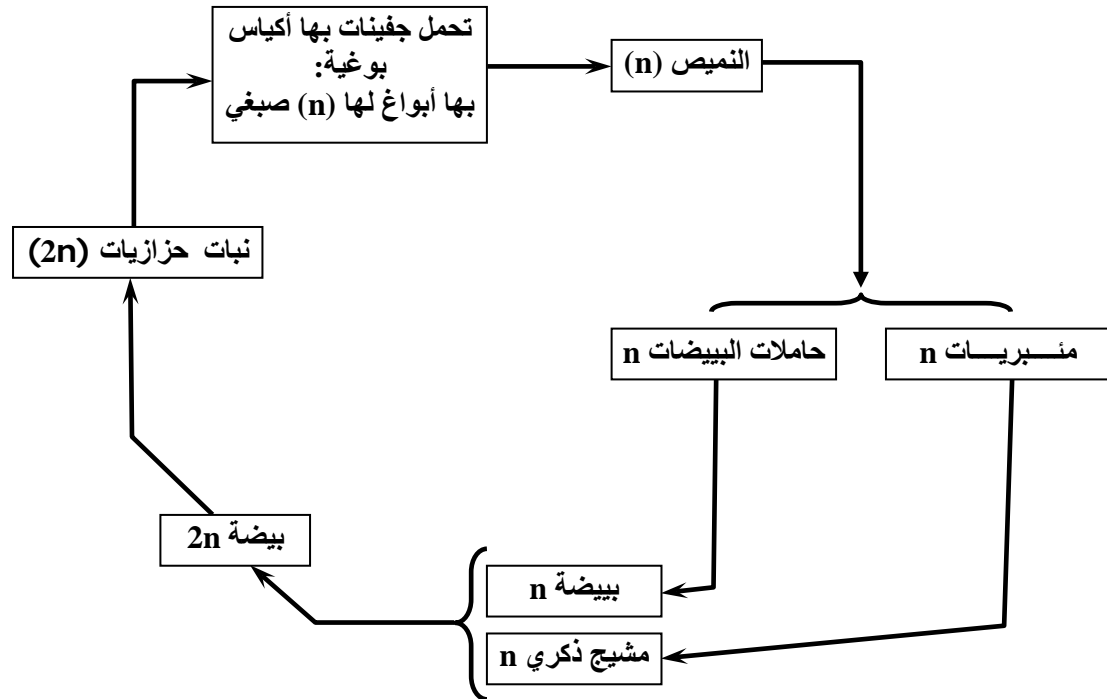 تحمل جفينات بها أكياس
بوغية:
بها أبواغ لها (n) صبغي
النميص (n)
نبات حزازيات (2n)
حاملات البييضات n
مئـــبريـــــات n
بيضة 2n
بييضة n
مشيج ذكري n